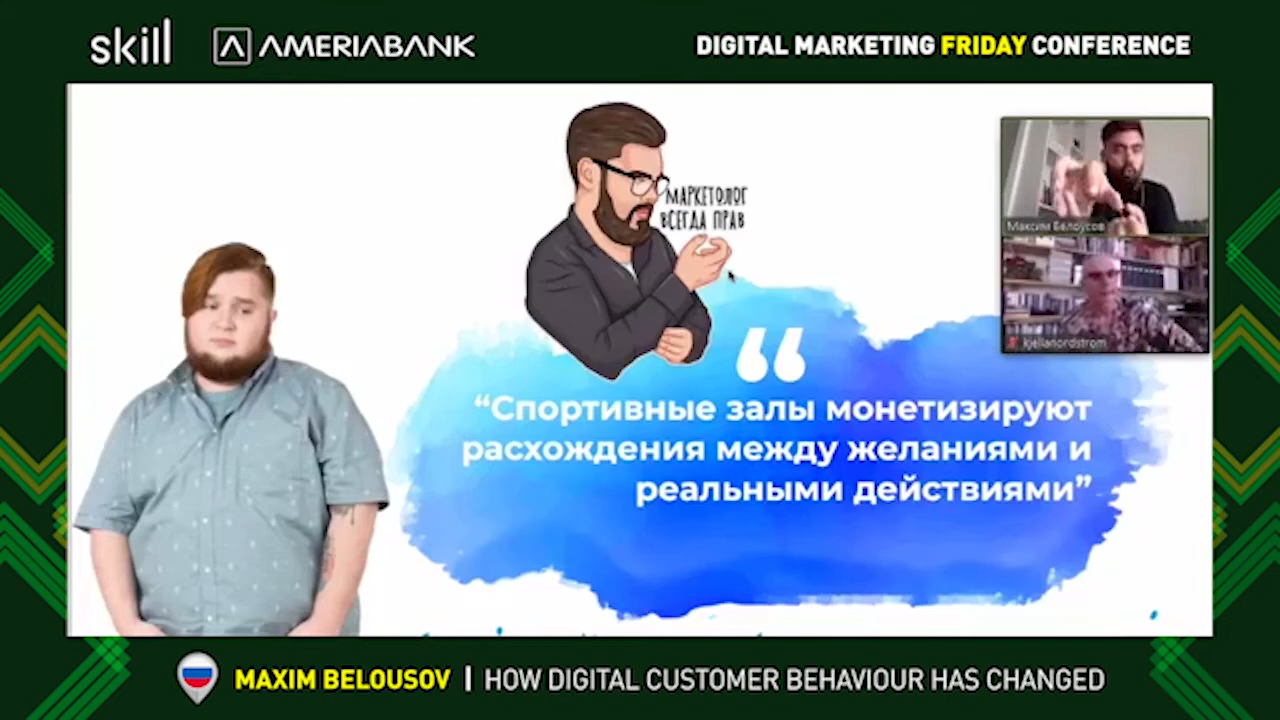 skill AMERIABANK
DIGITAL MARKETING FRIDAY CONFERENCE
МАРКЕТОЛОГ
ВСЕГДА ПРАВ
Максим Белоусов
kjellanordstrom
“
“Спортивные залы монетизируют
расхождения между желаниями и
реальными действиями”
MAXIM BELOUSOV | HOW DIGITAL CUSTOMER BEHAVIOUR HAS CHANGED